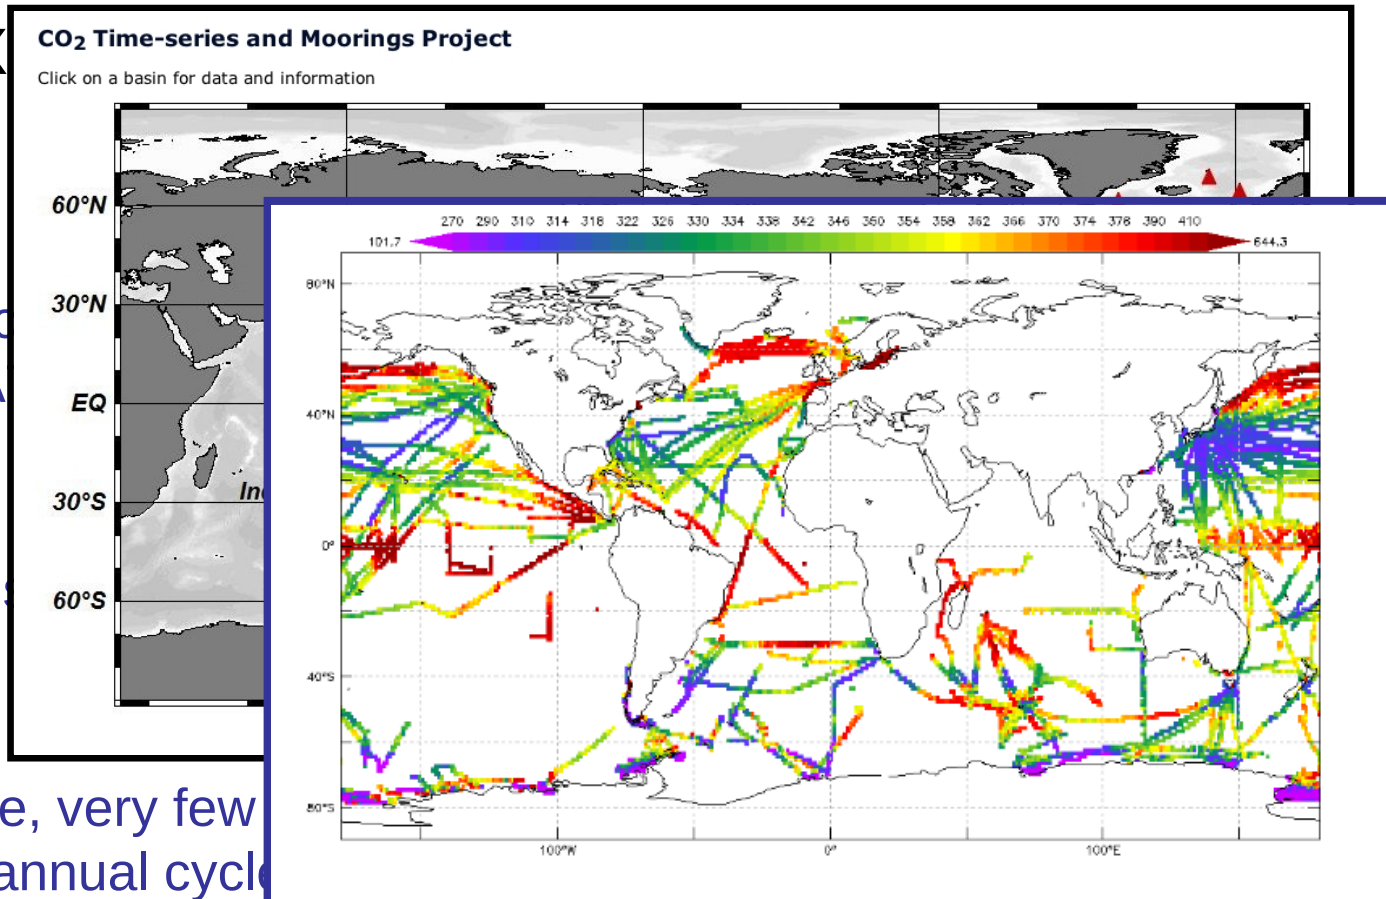 CO2 Time-series and Moorings Project
Click on a basin for data and information
60°N
30°N
EQ
30°S
60°S
270 290 310 314 318 322 326 330 334 338 342 346 350 354 358 362 366 370 374 378 390 410
101.7 644.3
80°N
40°N
0°
40°S
80°S
100°W 0° 100°E
e, very few
annual cycle